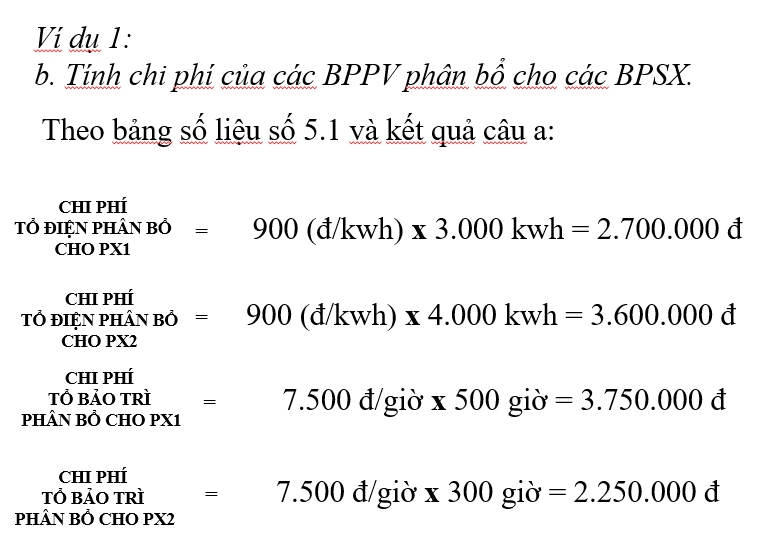 Ví dụ 1:
b. Tính chi phí của các BPPV phân bổ cho các BPSX.
Theo bảng số liệu số 5.1 và kết quả câu a:
CHI PHÍ
TỔ ĐIỆN PHÂN BỔ
CHO PX1
= 900 (đ/kwh) x 3.000 kwh = 2.700.000 đ
CHI PHÍ
TỔ ĐIỆN PHÂN BỔ
CHO PX2
= 900 (đ/kwh) x 4.000 kwh = 3.600.000 đ
CHI PHÍ
TỔ BẢO TRÌ
PHÂN BỔ CHO PX1
= 7.500 đ/giờ x 500 giờ = 3.750.000 đ
CHI PHÍ
TỔ BẢO TRÌ
PHÂN BỔ CHO PX2
= 7.500 đ/giờ x 300 giờ = 2.250.000 đ